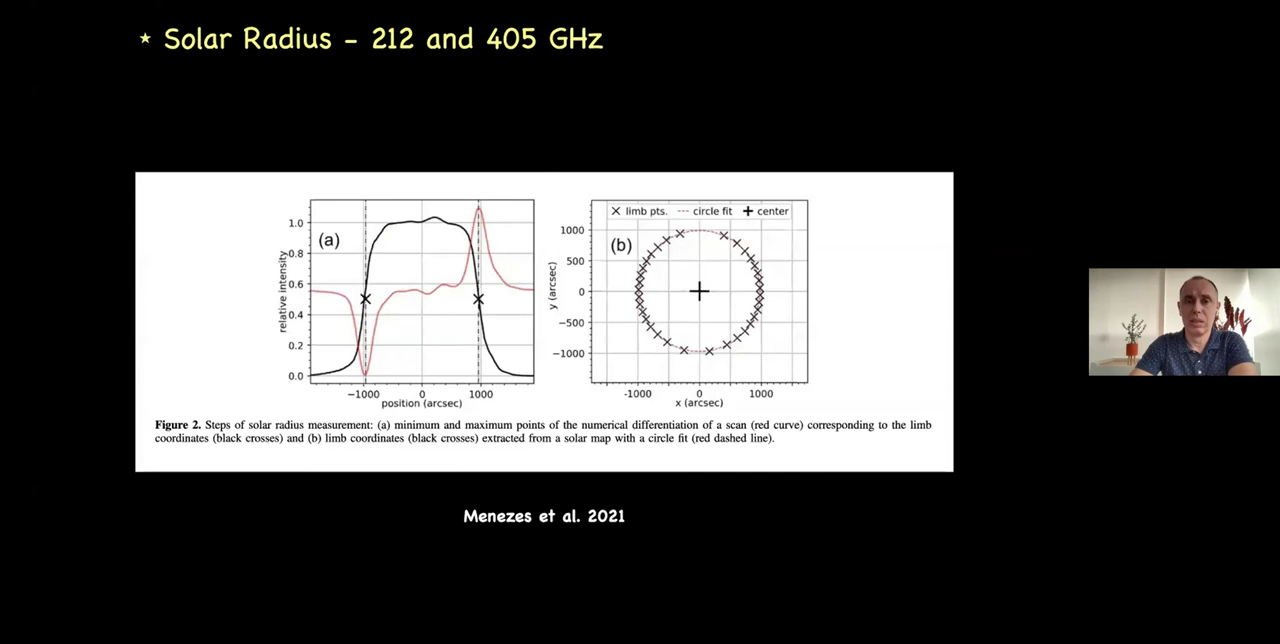 ★ Solar Radius – 212 and 405 GHz
(a)
relative intensity
1.0
0.8
0.6
0.4
0.2
0.0
−1000 0 1000
position (arcsec)
× limb pts. --- circle fit + center
(b)
y (arcsec)
1000
500
0
−500
−1000
-1000 0 1000
x (arcsec)
Figure 2. Steps of solar radius measurement: (a) minimum and maximum points of the numerical differentiation of a scan (red curve) corresponding to the limb
coordinates (black crosses) and (b) limb coordinates (black crosses) extracted from a solar map with a circle fit (red dashed line).
Menezes et al. 2021